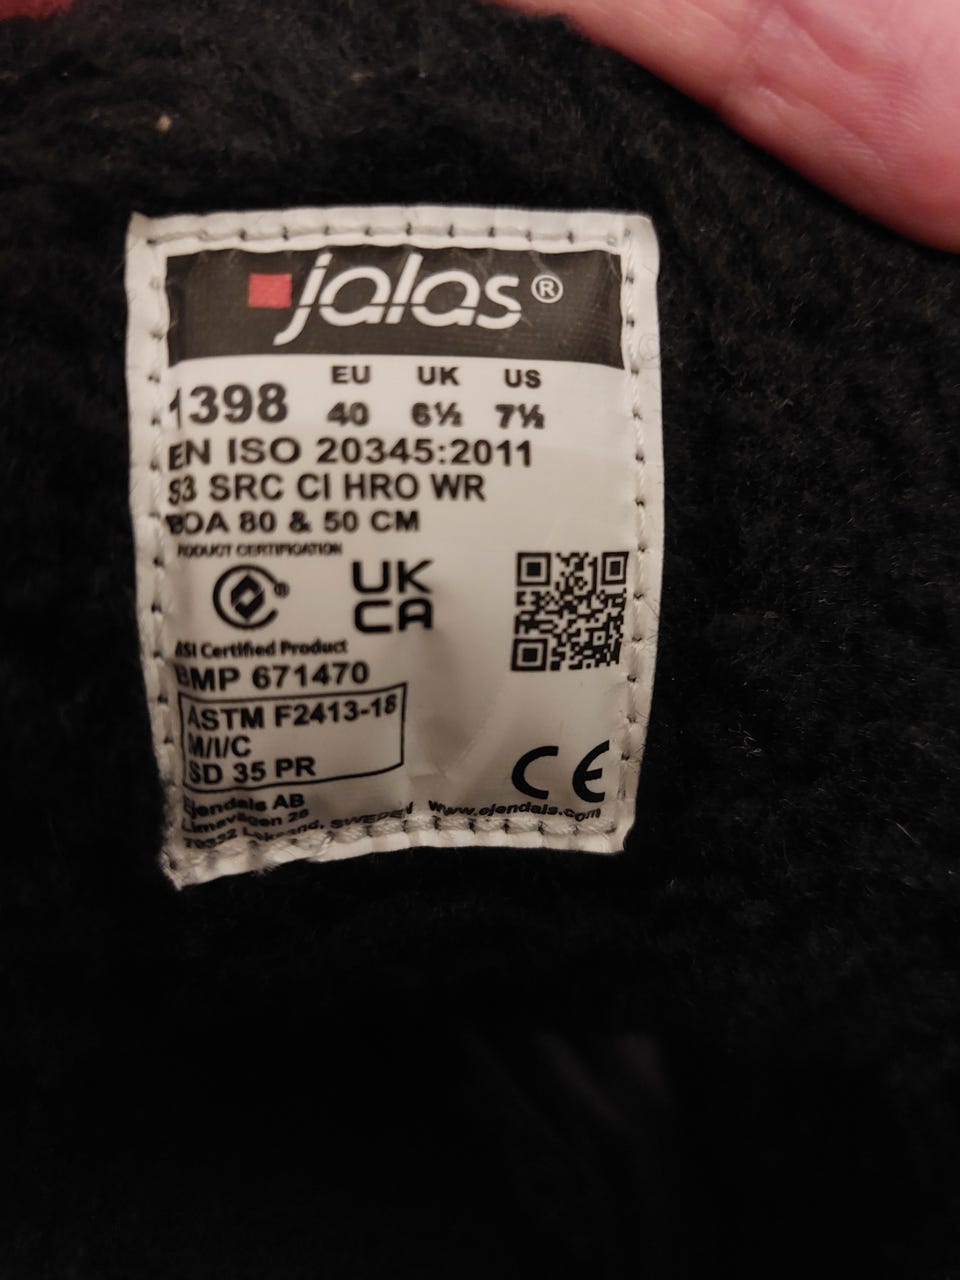 jalas®
EU UK US
1398 40 6½ 7½
EN ISO 20345:2011
S3 SRC CI HRO WR
BOA 80 & 50 CM
PRODUCT CERTIFICATION
UK
CA
ASI Certified Product
BMP 671470
ASTM F2413-18
M/I/C
SD 35 PR
CE
Ejendals AB
Limavägen 28
SWEDEN www.ejendals.com